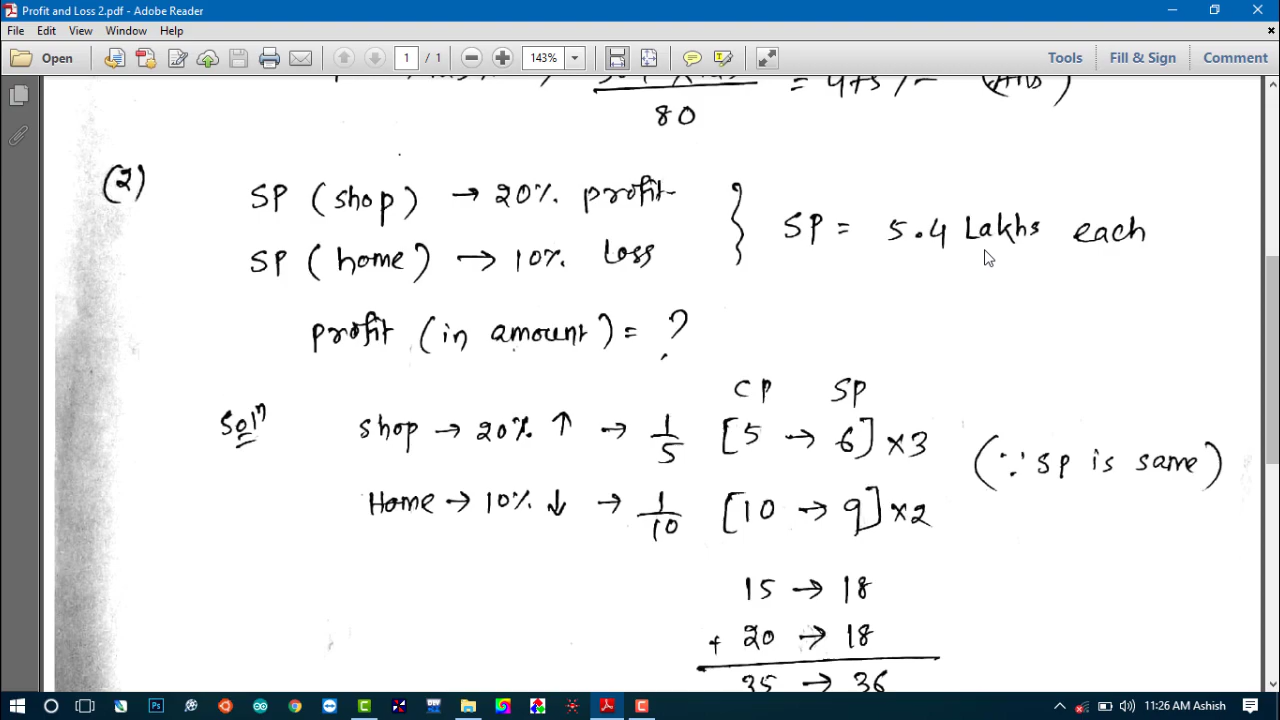 Profit and Loss 2.pdf - Adobe Reader
File Edit View Window Help
Open 1 / 1 143% Tools Fill & Sign Comment
80
(2)
SP (shop) → 20% profit
SP (home) → 10% Loss
SP = 5.4 Lakhs each
profit (in amount) = ?
CP SP
Solⁿ
shop → 20% ↑ → 1/5 [5 → 6] ×3
Home → 10% ↓ → 1/10 [10 → 9] ×2
(∵ SP is same)
15 → 18
+ 20 → 18
35 → 36
11:26 AM Ashish